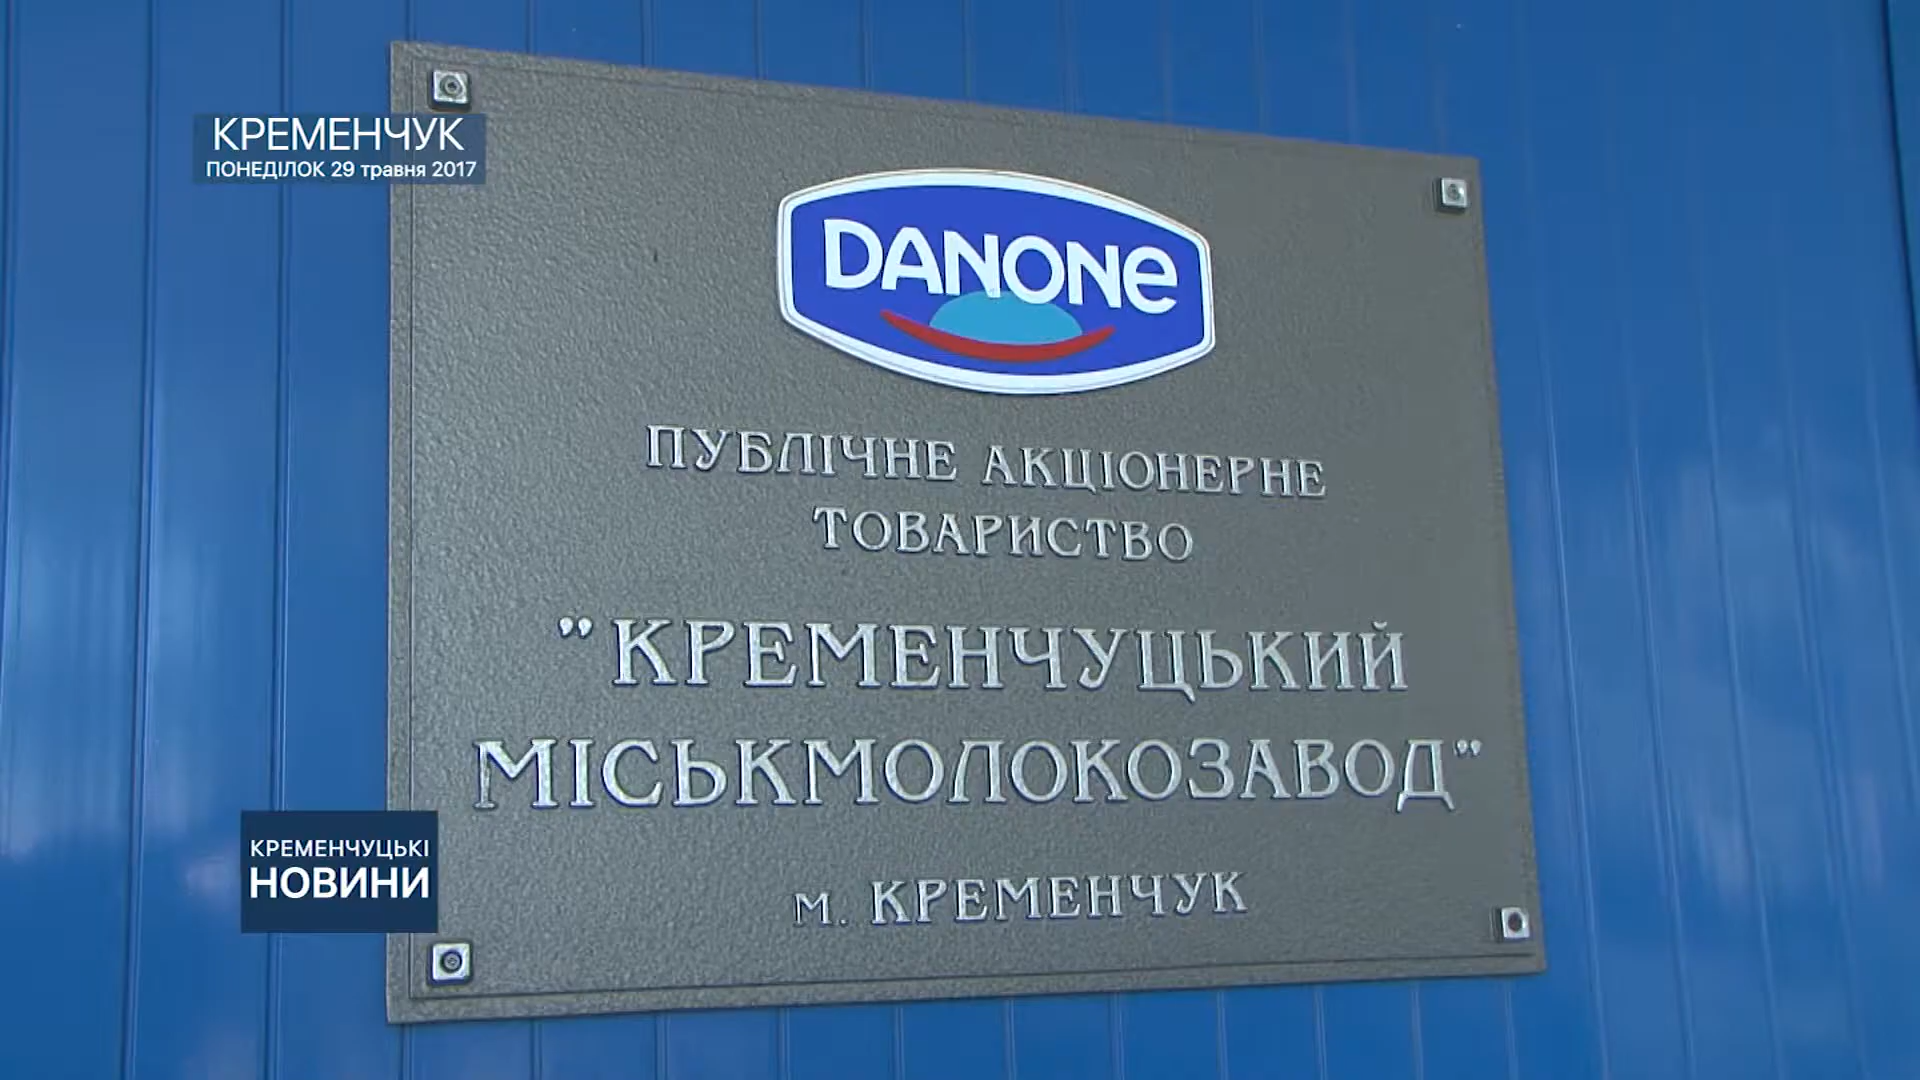 КРЕМЕНЧУК
ПОНЕДІЛОК 29 травня 2017
DANONE
ПУБЛІЧНЕ АКЦІОНЕРНЕ
ТОВАРИСТВО
"КРЕМЕНЧУЦЬКИЙ
МІСЬКМОЛОКОЗАВОД"
м. КРЕМЕНЧУК
КРЕМЕНЧУЦЬКІ
НОВИНИ